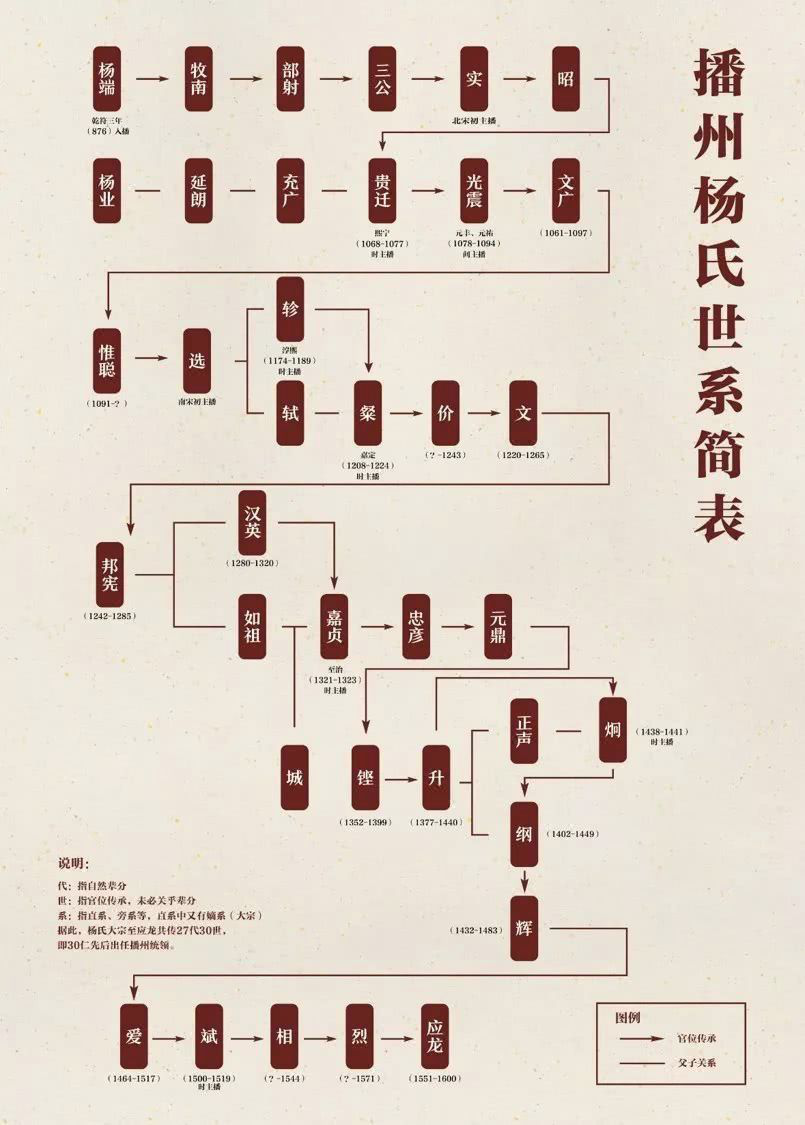 播州杨氏世系简表
杨端
牧南
部射
三公
实
昭
乾符三年
（876）入播
北宋初主播
杨业
延朗
充广
贵迁
光震
文广
熙宁
（1068-1077）
时主播
元丰、元祐
（1078-1094）
间主播
（1061-1097）
惟聪
选
轸
轼
粲
价
文
（1091-？）
南宋初主播
淳熙
（1174-1189）
时主播
嘉定
（1208-1224）
时主播
（？-1243）
（1220-1265）
邦宪
（1242-1285）
汉英
（1280-1320）
如祖
嘉贞
忠彦
元鼎
至治
（1321-1323）
时主播
城
铿
升
（1352-1399）
（1377-1440）
正声
炯
（1438-1441）
时主播
纲
（1402-1449）
辉
（1432-1483）
说明：
代：指自然辈分
世：指官位传承，未必关乎辈分
系：指直系、旁系等，直系中又有嫡系（大宗）
据此，杨氏大宗至应龙共传27代30世，
即30仁先后出任播州统领。
爱
斌
相
烈
应龙
（1464-1517）
（1500-1519）
时主播
（？-1544）
（？-1571）
（1551-1600）
图例
官位传承
父子关系